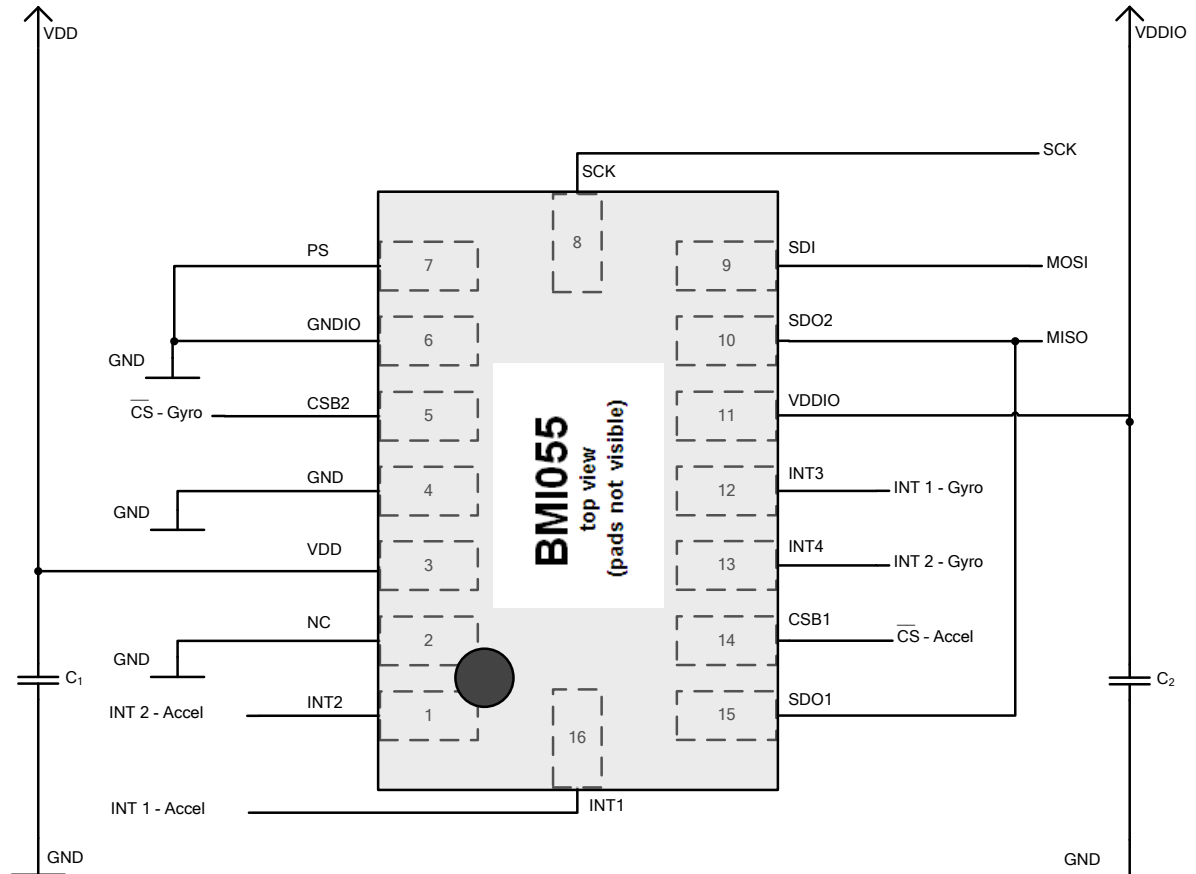 VDD
VDDIO
SCK
SCK
PS
7
8
9
SDI
MOSI
GNDIO
6
10
SDO2
MISO
GND
CS - Gyro
CSB2
5
11
VDDIO
BMI055
top view
(pads not visible)
GND
4
12
INT3
INT 1 - Gyro
GND
VDD
3
13
INT4
INT 2 - Gyro
NC
2
14
CSB1
CS - Accel
GND
C₁
C₂
INT 2 - Accel
INT2
1
16
15
SDO1
INT 1 - Accel
INT1
GND
GND